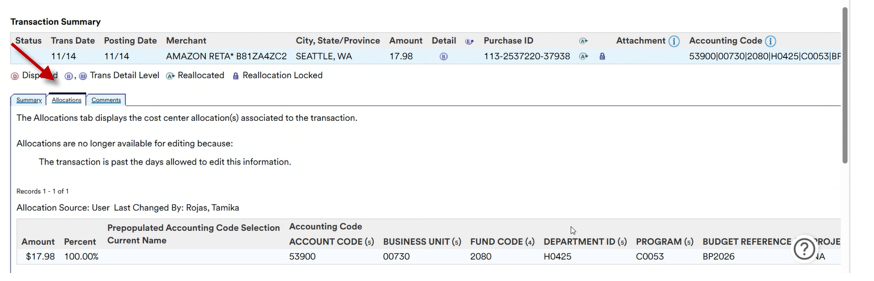 Transaction Summary
Status Trans Date Posting Date Merchant City, State/Province Amount Detail Purchase ID Attachment Accounting Code
11/14 11/14 AMAZON RETA* B81ZA4ZC2 SEATTLE, WA 17.98 113-2537220-37938 53900|00730|2080|H0425|C0053|BF
Trans Detail Level Reallocated Reallocation Locked
Summary Allocations Comments
The Allocations tab displays the cost center allocation(s) associated to the transaction.
Allocations are no longer available for editing because:
The transaction is past the days allowed to edit this information.
Records 1 - 1 of 1
Allocation Source: User Last Changed By: Rojas, Tamika
Prepopulated Accounting Code Selection Accounting Code
Amount Percent Current Name ACCOUNT CODE (5) BUSINESS UNIT (5) FUND CODE (4) DEPARTMENT ID (5) PROGRAM (5) BUDGET REFERENCE
$17.98 100.00% 53900 00730 2080 H0425 C0053 BP2026